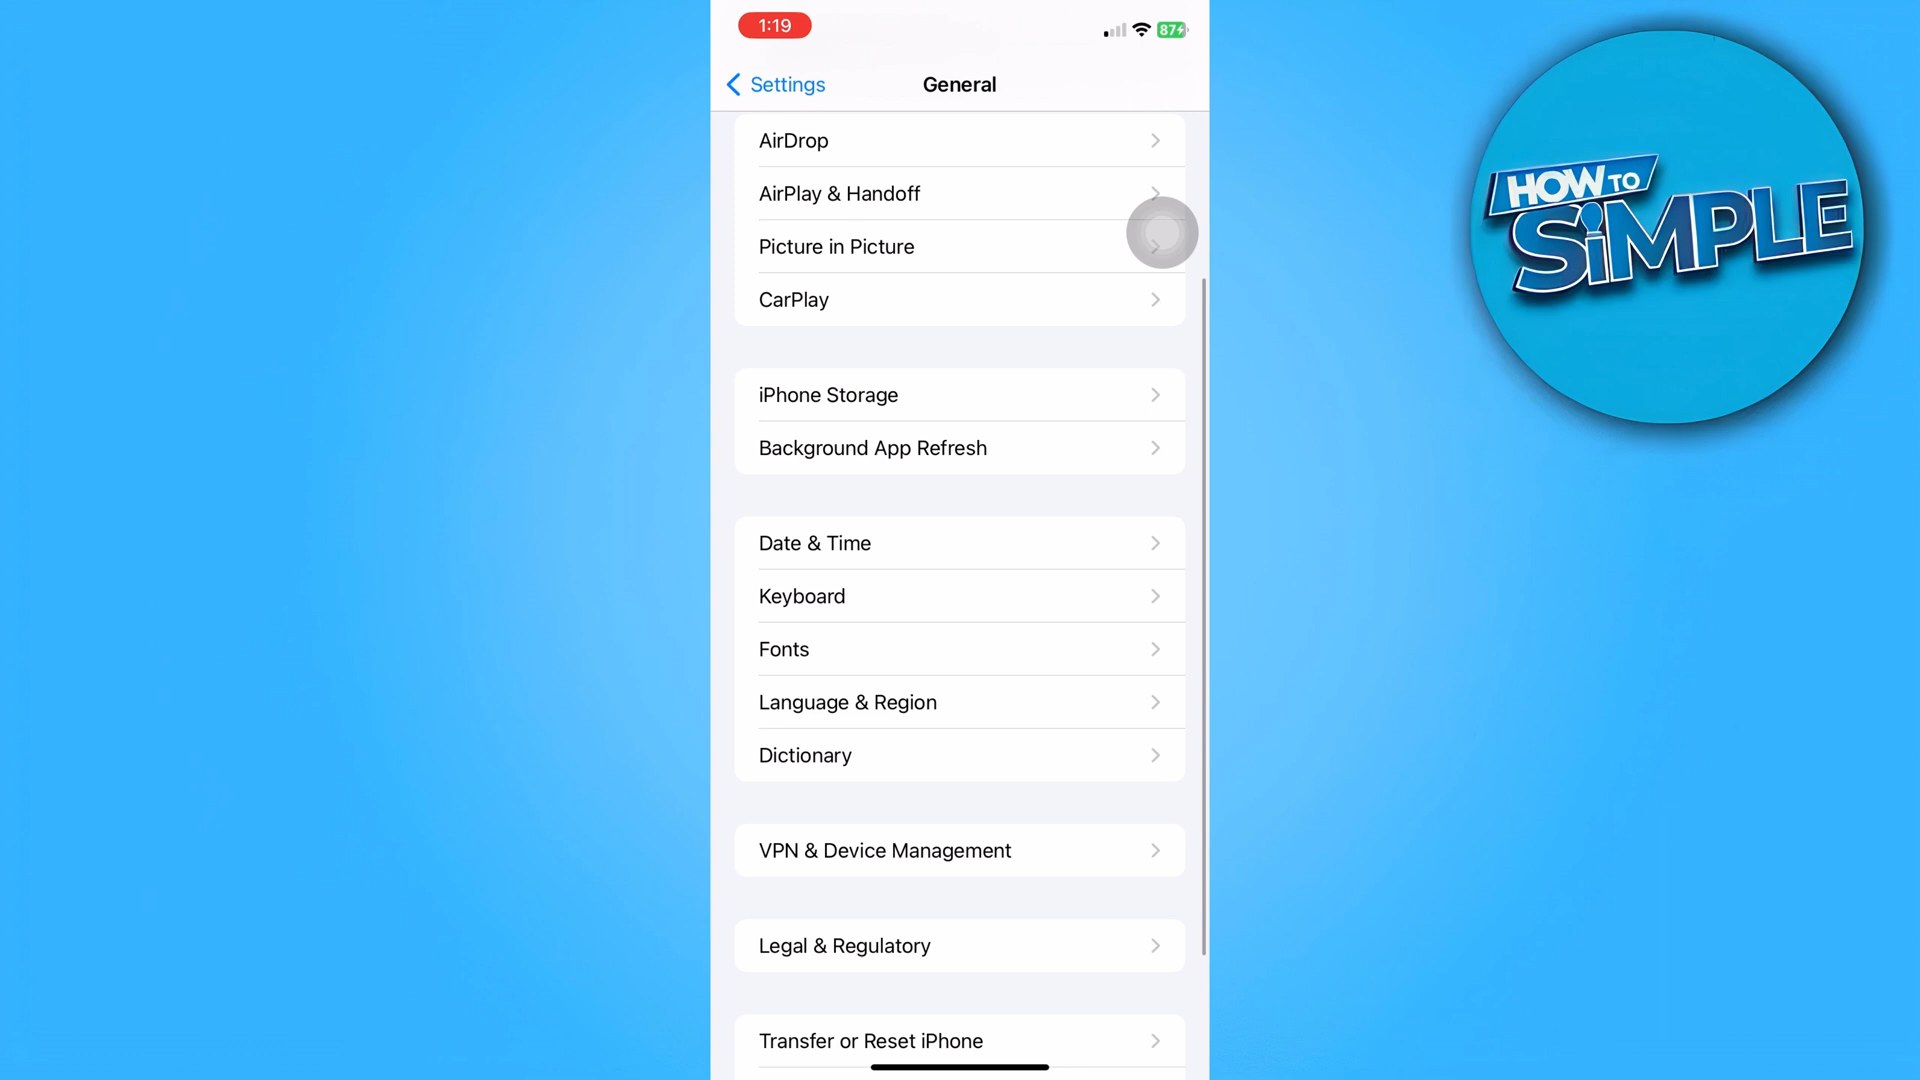 1:19
87
Settings
General
AirDrop
AirPlay & Handoff
Picture in Picture
CarPlay
iPhone Storage
Background App Refresh
Date & Time
Keyboard
Fonts
Language & Region
Dictionary
VPN & Device Management
Legal & Regulatory
Transfer or Reset iPhone
HOW TO
SiMPLE